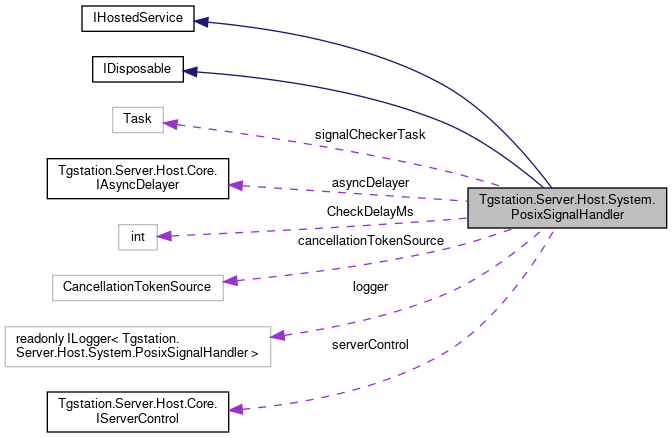 IHostedService
IDisposable
Task
signalCheckerTask
Tgstation.Server.Host.Core.
IAsyncDelayer
asyncDelayer
Tgstation.Server.Host.System.
PosixSignalHandler
CheckDelayMs
int
cancellationTokenSource
CancellationTokenSource
logger
readonly ILogger< Tgstation.
Server.Host.System.PosixSignalHandler >
serverControl
Tgstation.Server.Host.Core.
IServerControl